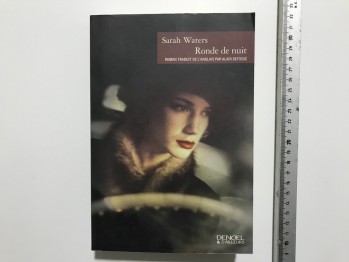 Sarah Waters
Ronde de nuit
ROMAN TRADUIT DE L'ANGLAIS PAR ALAIN DEFOSSÉ
DENOËL
& D'AILLEURS